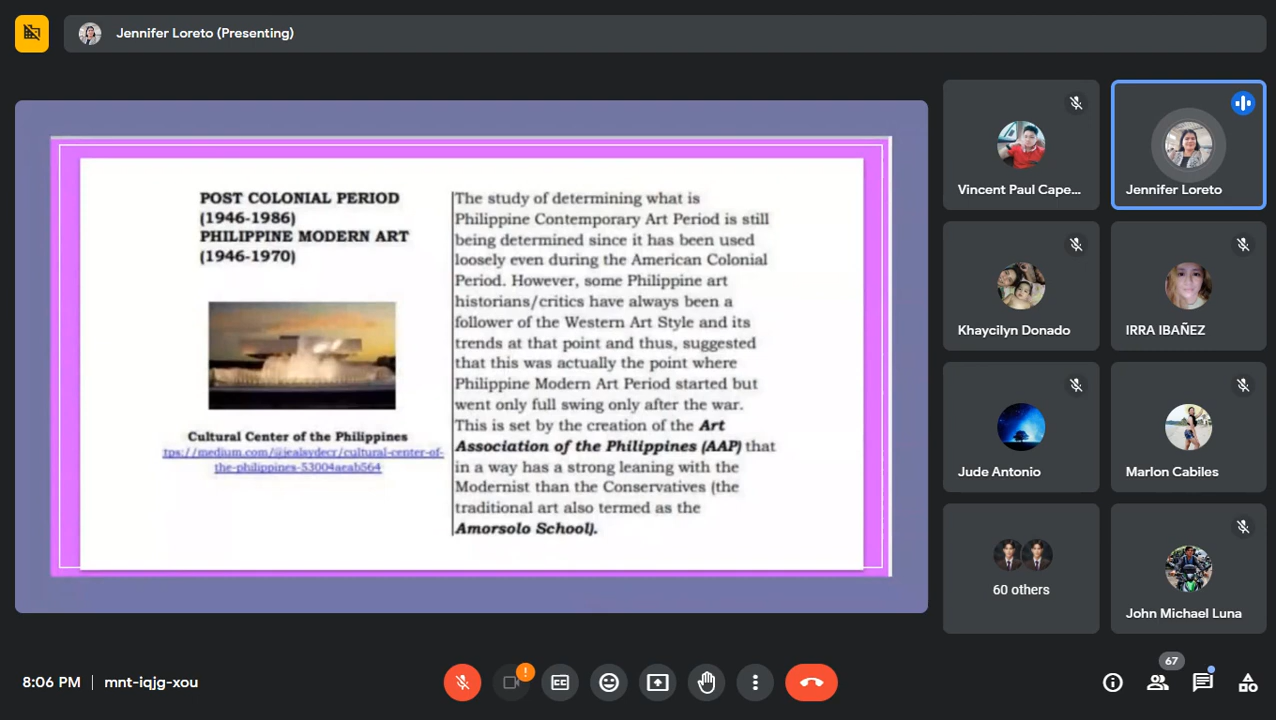 Jennifer Loreto (Presenting)
POST COLONIAL PERIOD
(1946-1986)
PHILIPPINE MODERN ART
(1946-1970)
Cultural Center of the Philippines
tps://medium.com/@iealaydecr/cultural-center-of-
the-philippines-53004aeab564
The study of determining what is
Philippine Contemporary Art Period is still
being determined since it has been used
loosely even during the American Colonial
Period. However, some Philippine art
historians/critics have always been a
follower of the Western Art Style and its
trends at that point and thus, suggested
that this was actually the point where
Philippine Modern Art Period started but
went only full swing only after the war.
This is set by the creation of the Art
Association of the Philippines (AAP) that
in a way has a strong leaning with the
Modernist than the Conservatives (the
traditional art also termed as the
Amorsolo School).
Vincent Paul Cape...
Jennifer Loreto
Khaycilyn Donado
IRRA IBAÑEZ
Jude Antonio
Marlon Cabiles
60 others
John Michael Luna
8:06 PM | mnt-iqjg-xou
67